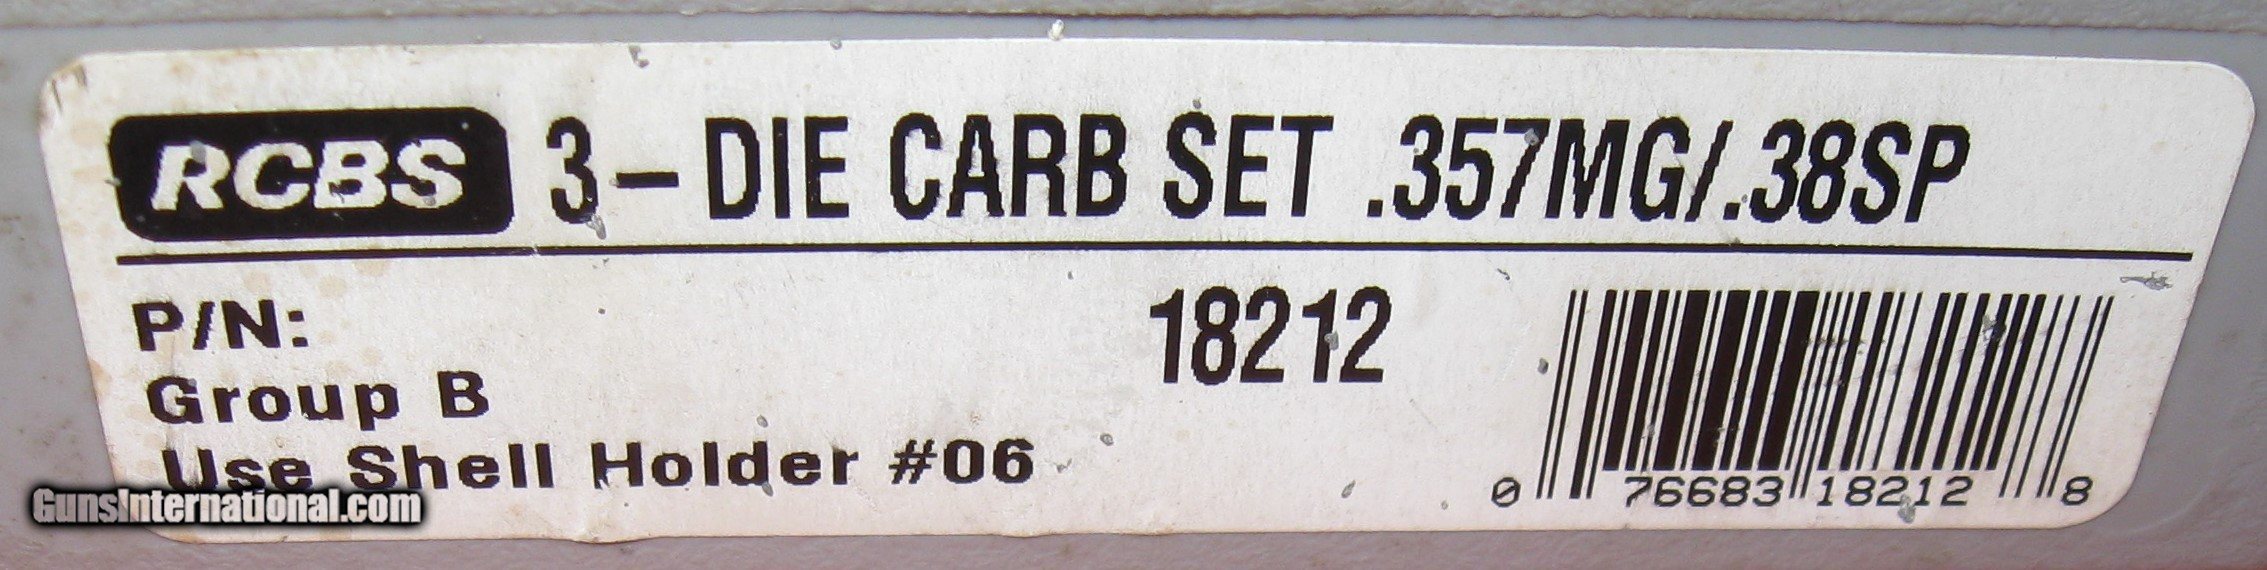 RCBS 3-DIE CARB SET .357MG/.38SP
P/N: 18212
Group B
Use Shell Holder #06
0 76683 18212 8
GunsInternational.com